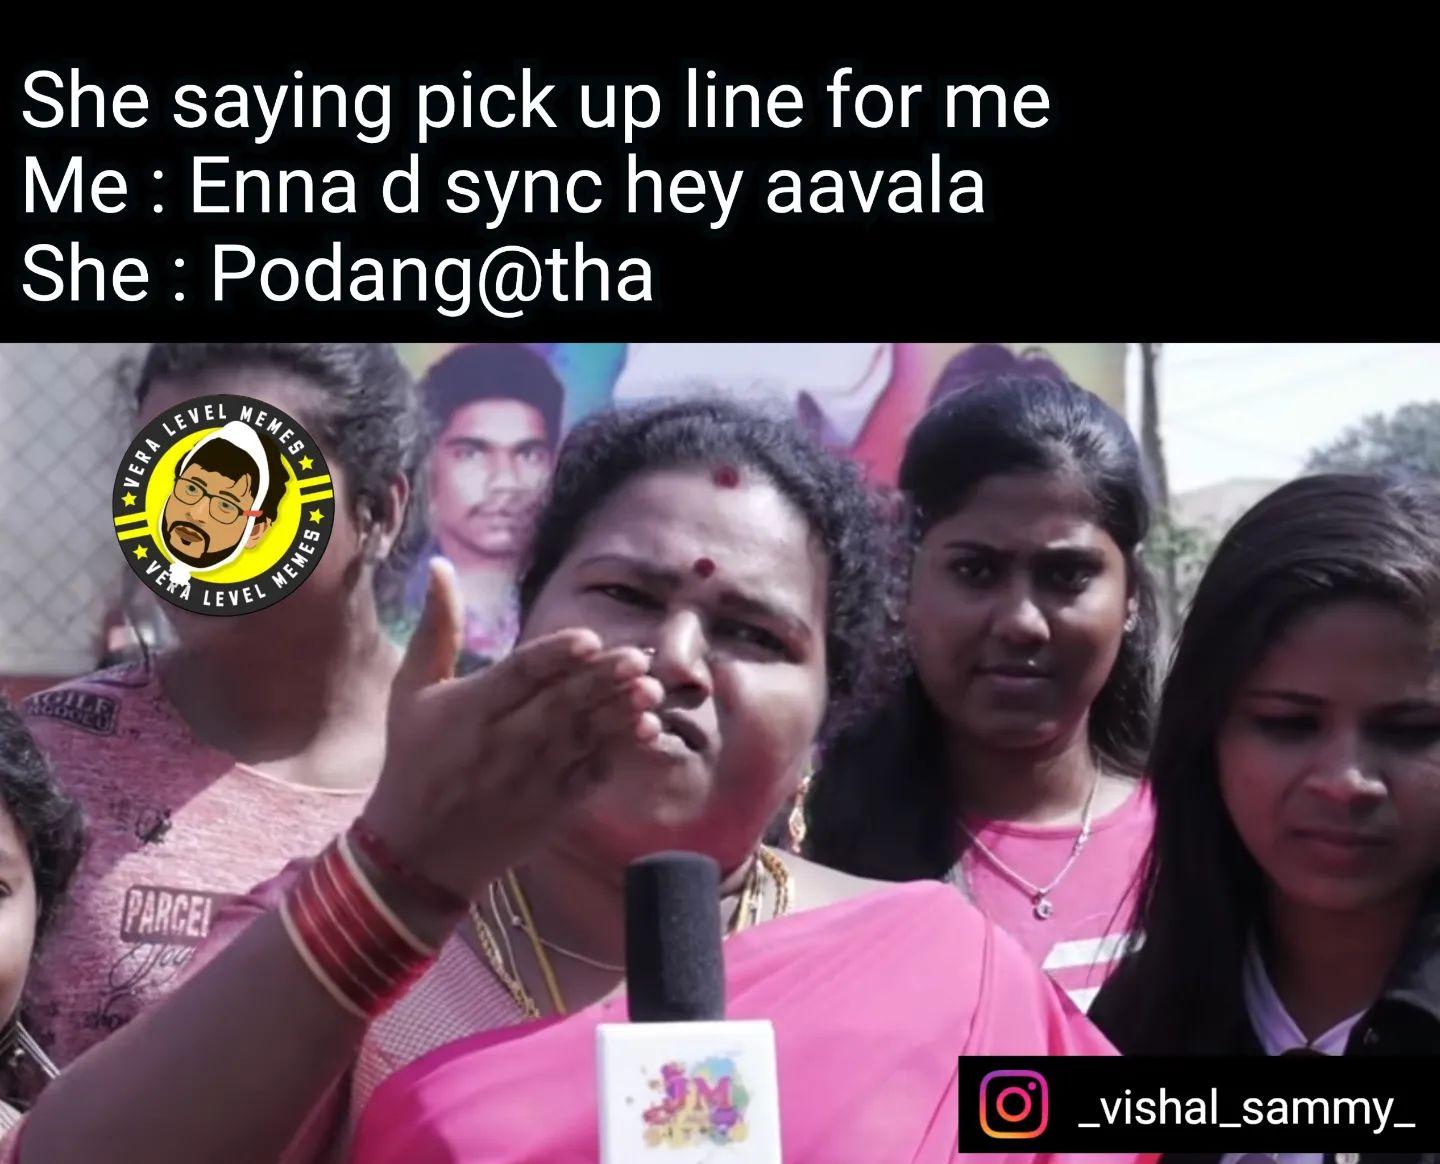 She saying pick up line for me
Me : Enna d sync hey aavala
She : Podang@tha
VERA LEVEL MEMES
VERA LEVEL MEMES
PARCEL
JM
_vishal_sammy_